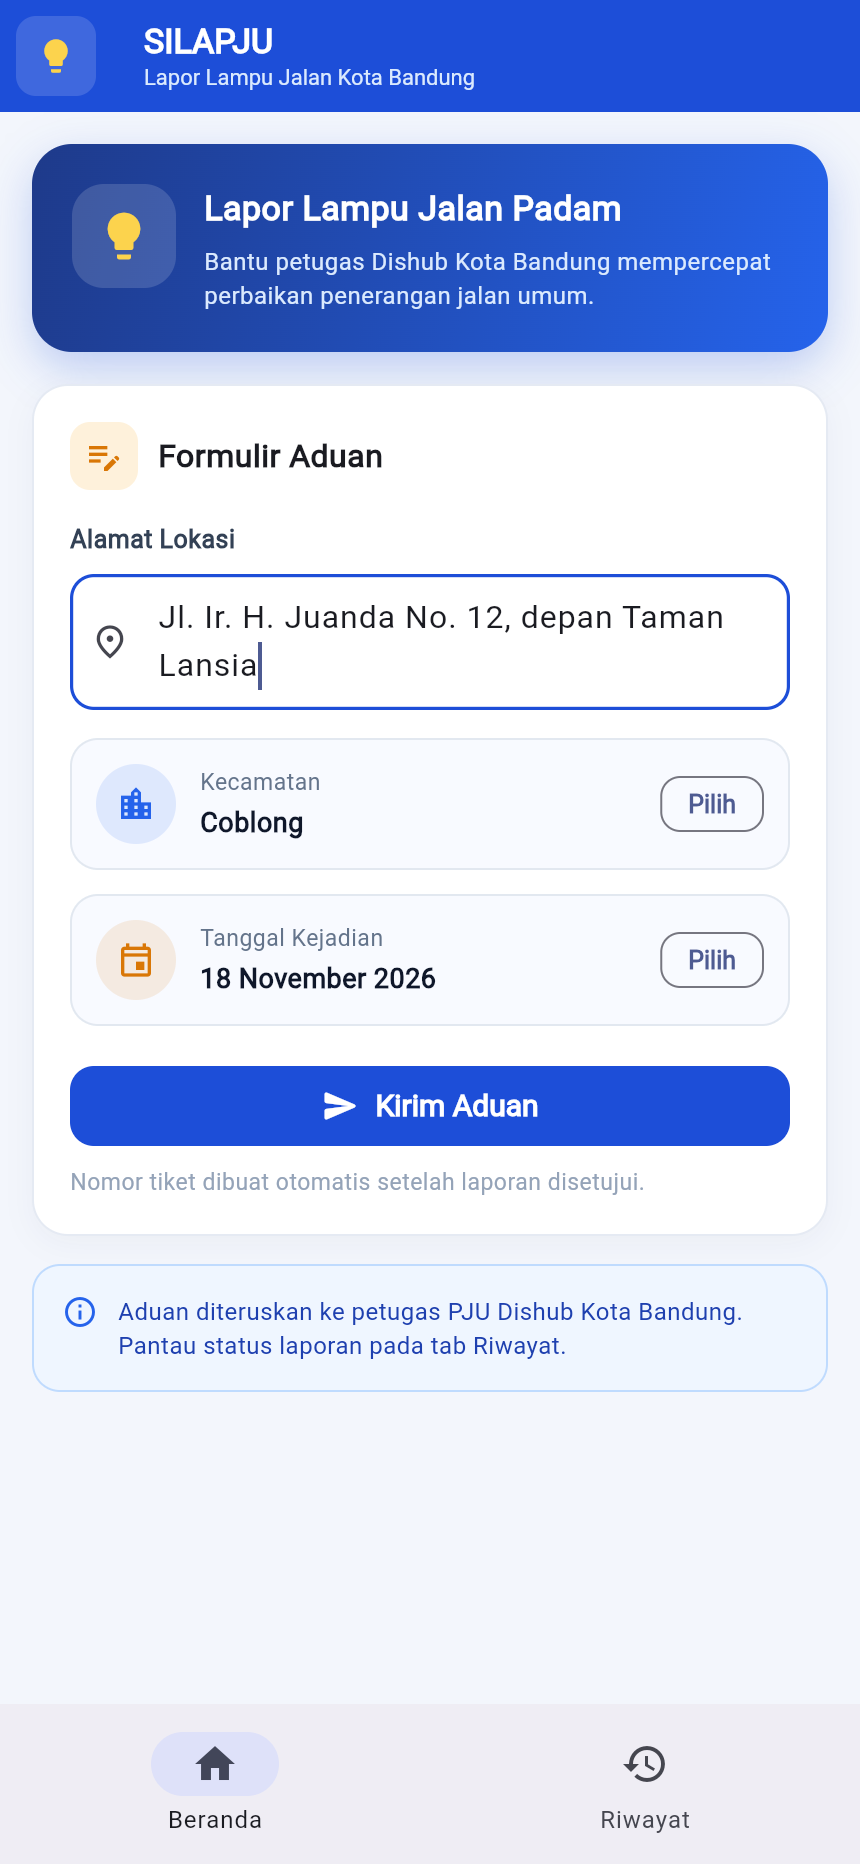 SILAPJU
Lapor Lampu Jalan Kota Bandung
Lapor Lampu Jalan Padam
Bantu petugas Dishub Kota Bandung mempercepat
perbaikan penerangan jalan umum.
Formulir Aduan
Alamat Lokasi
Jl. Ir. H. Juanda No. 12, depan Taman
Lansia
Kecamatan
Coblong
Pilih
Tanggal Kejadian
18 November 2026
Pilih
Kirim Aduan
Nomor tiket dibuat otomatis setelah laporan disetujui.
Aduan diteruskan ke petugas PJU Dishub Kota Bandung.
Pantau status laporan pada tab Riwayat.
Beranda
Riwayat